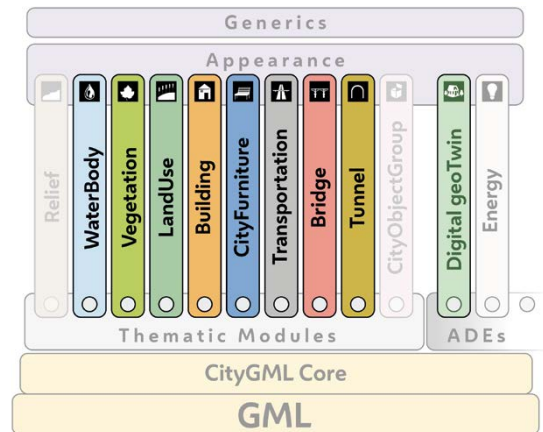 Generics
Appearance
Relief
WaterBody
Vegetation
LandUse
Building
CityFurniture
Transportation
Bridge
Tunnel
CityObjectGroup
Digital geoTwin
Energy
Thematic Modules
ADEs
CityGML Core
GML